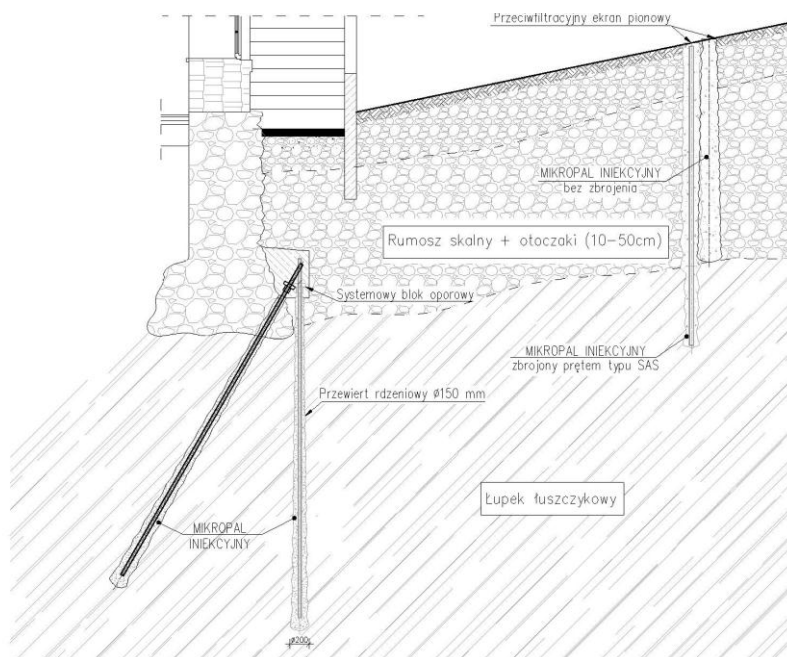 Przeciwfiltracyjny ekran pionowy
MIKROPAL INIEKCYJNY
bez zbrojenia
Rumosz skalny + otoczaki (10-50cm)
Systemowy blok oporowy
MIKROPAL INIEKCYJNY
zbrojony prętem typu SAS
Przewiert rdzeniowy Ø150 mm
Łupek łuszczykowy
MIKROPAL
INIEKCYJNY
Ø200